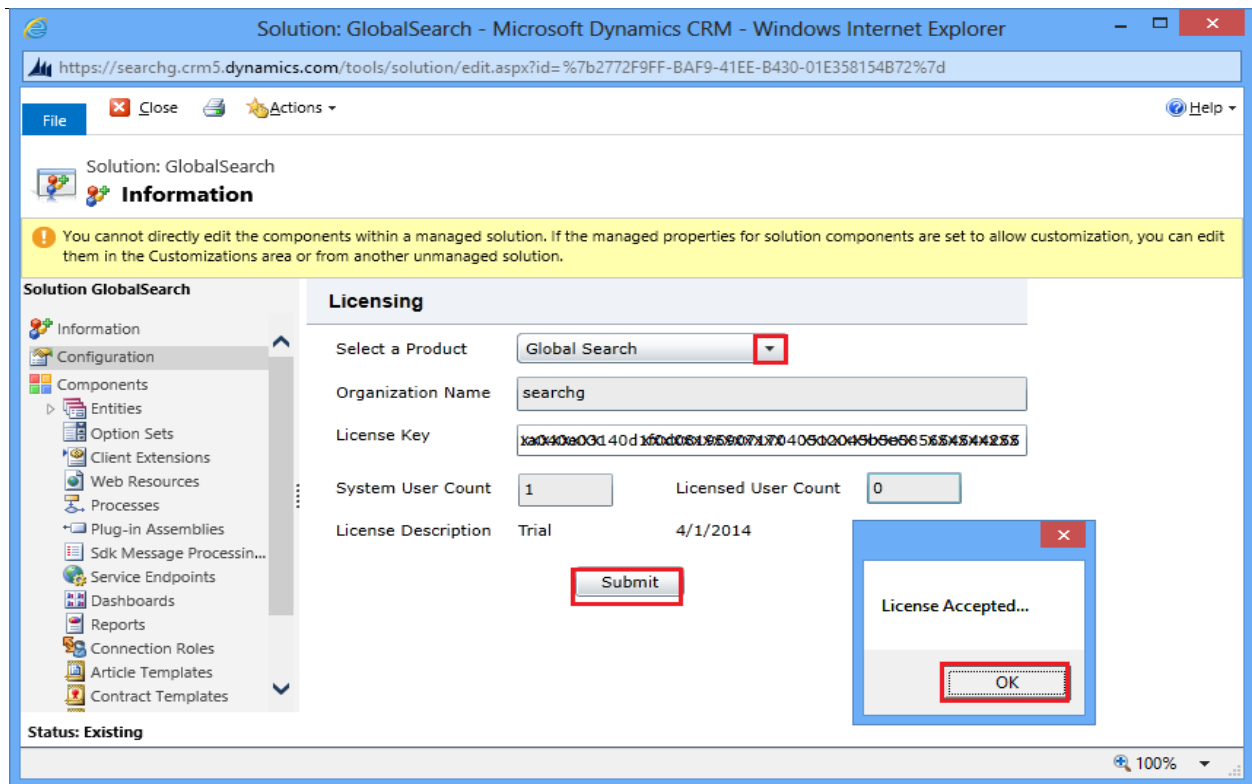 Solution: GlobalSearch - Microsoft Dynamics CRM - Windows Internet Explorer
https://searchg.crm5.dynamics.com/tools/solution/edit.aspx?id=%7b2772F9FF-BAF9-41EE-B430-01E358154B72%7d
File Close Actions Help
Solution: GlobalSearch
Information
You cannot directly edit the components within a managed solution. If the managed properties for solution components are set to allow customization, you can edit
them in the Customizations area or from another unmanaged solution.
Solution GlobalSearch
Information
Configuration
Components
Entities
Option Sets
Client Extensions
Web Resources
Processes
Plug-in Assemblies
Sdk Message Processin...
Service Endpoints
Dashboards
Reports
Connection Roles
Article Templates
Contract Templates
Licensing
Select a Product Global Search
Organization Name searchg
License Key
System User Count 1 Licensed User Count 0
License Description Trial 4/1/2014
Submit
License Accepted...
OK
Status: Existing
100%